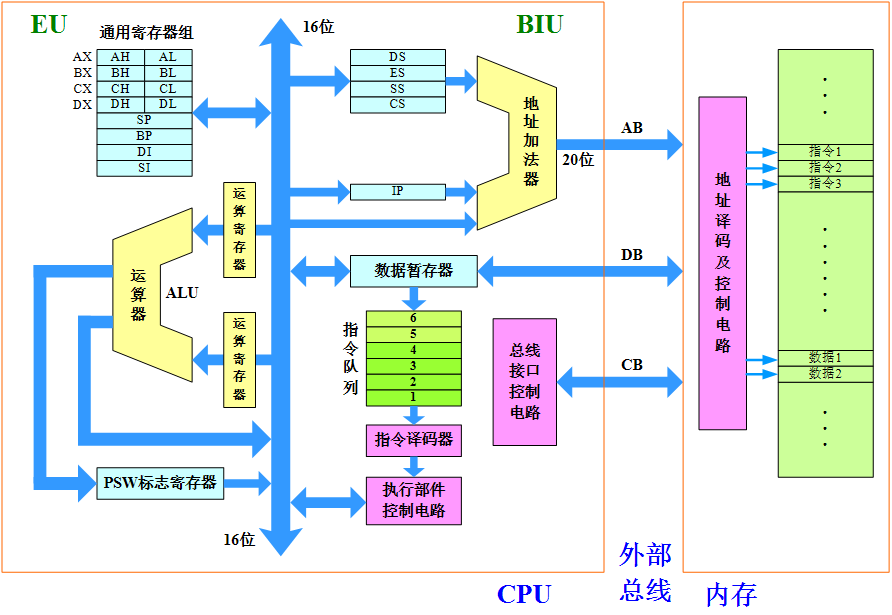 EU
BIU
16位
通用寄存器组
AX
AH
AL
BX
BH
BL
CX
CH
CL
DX
DH
DL
SP
BP
DI
SI
DS
ES
SS
CS
IP
地址加法器
20位
AB
DB
CB
运算寄存器
运算器
ALU
运算寄存器
数据暂存器
指令队列
6
5
4
3
2
1
总线
接口
控制
电路
指令译码器
执行部件
控制电路
PSW标志寄存器
16位
CPU
外部
总线
地址译码及控制电路
指令1
指令2
指令3
数据1
数据2
内存